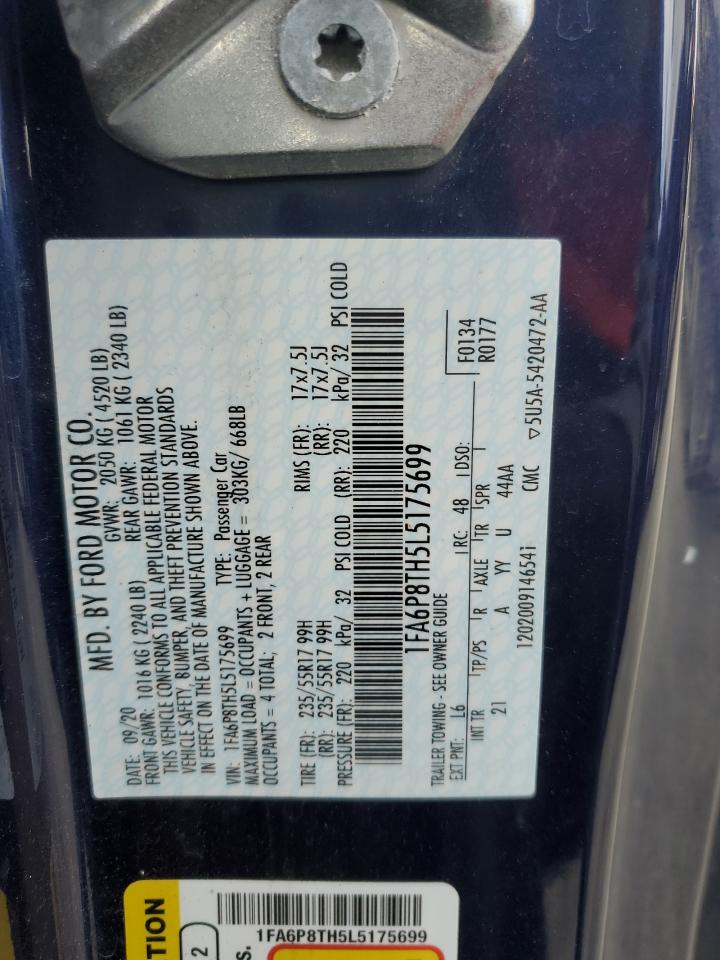 MFD. BY FORD MOTOR CO.
DATE: 09/20 GVWR: 2050 KG ( 4520 LB)
FRONT GAWR: 1016 KG ( 2240 LB) REAR GAWR: 1061 KG ( 2340 LB)
THIS VEHICLE CONFORMS TO ALL APPLICABLE FEDERAL MOTOR
VEHICLE SAFETY, BUMPER, AND THEFT PREVENTION STANDARDS
IN EFFECT ON THE DATE OF MANUFACTURE SHOWN ABOVE.
VIN: 1FA6P8TH5L5175699 TYPE: Passenger Car
MAXIMUM LOAD = OCCUPANTS + LUGGAGE = 303KG/ 668LB
OCCUPANTS = 4 TOTAL; 2 FRONT, 2 REAR
TIRE (FR): 235/55R17 99H RIMS (FR): 17x7.5J
(RR): 235/55R17 99H (RR): 17x7.5J
PRESSURE (FR): 220 kPa/ 32 PSI COLD (RR): 220 kPa/ 32 PSI COLD
1FA6P8TH5L5175699
TRAILER TOWING - SEE OWNER GUIDE
EXT PNT: L6 RC: 48 DSO: F0134
R0177
INT TR TP/PS R AXLE TR SPR
21 A YY U 44AA
12020091465​4i CMC ▽5U5A-5420472-AA
TION
2
S.
1FA6P8TH5L5175699